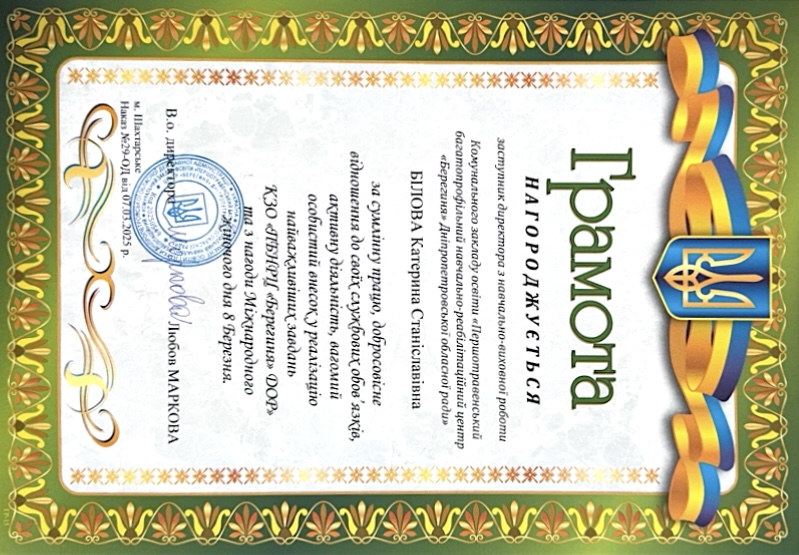 Грамота
НАГОРОДЖУЄТЬСЯ
заступник директора з навчально-виховної роботи
Комунального закладу освіти «Першотравенський
багатопрофільний навчально-реабілітаційний центр
«Берегиня» Дніпропетровської обласної ради»
БІЛОВА Катерина Станіславівна
за сумлінну працю, добросовісне
відношення до своїх службових обов'язків,
активну діяльність, вагомий
особистий внесок у реалізацію
найважливіших завдань
КЗО «ПБНРЦ «Берегиня» ДОР»
та з нагоди Міжнародного
Жіночого дня 8 Березня.
В.о. директора Любов МАРКОВА
м. Шахтарське
Наказ №29-ОД від 07.03.2025 р.